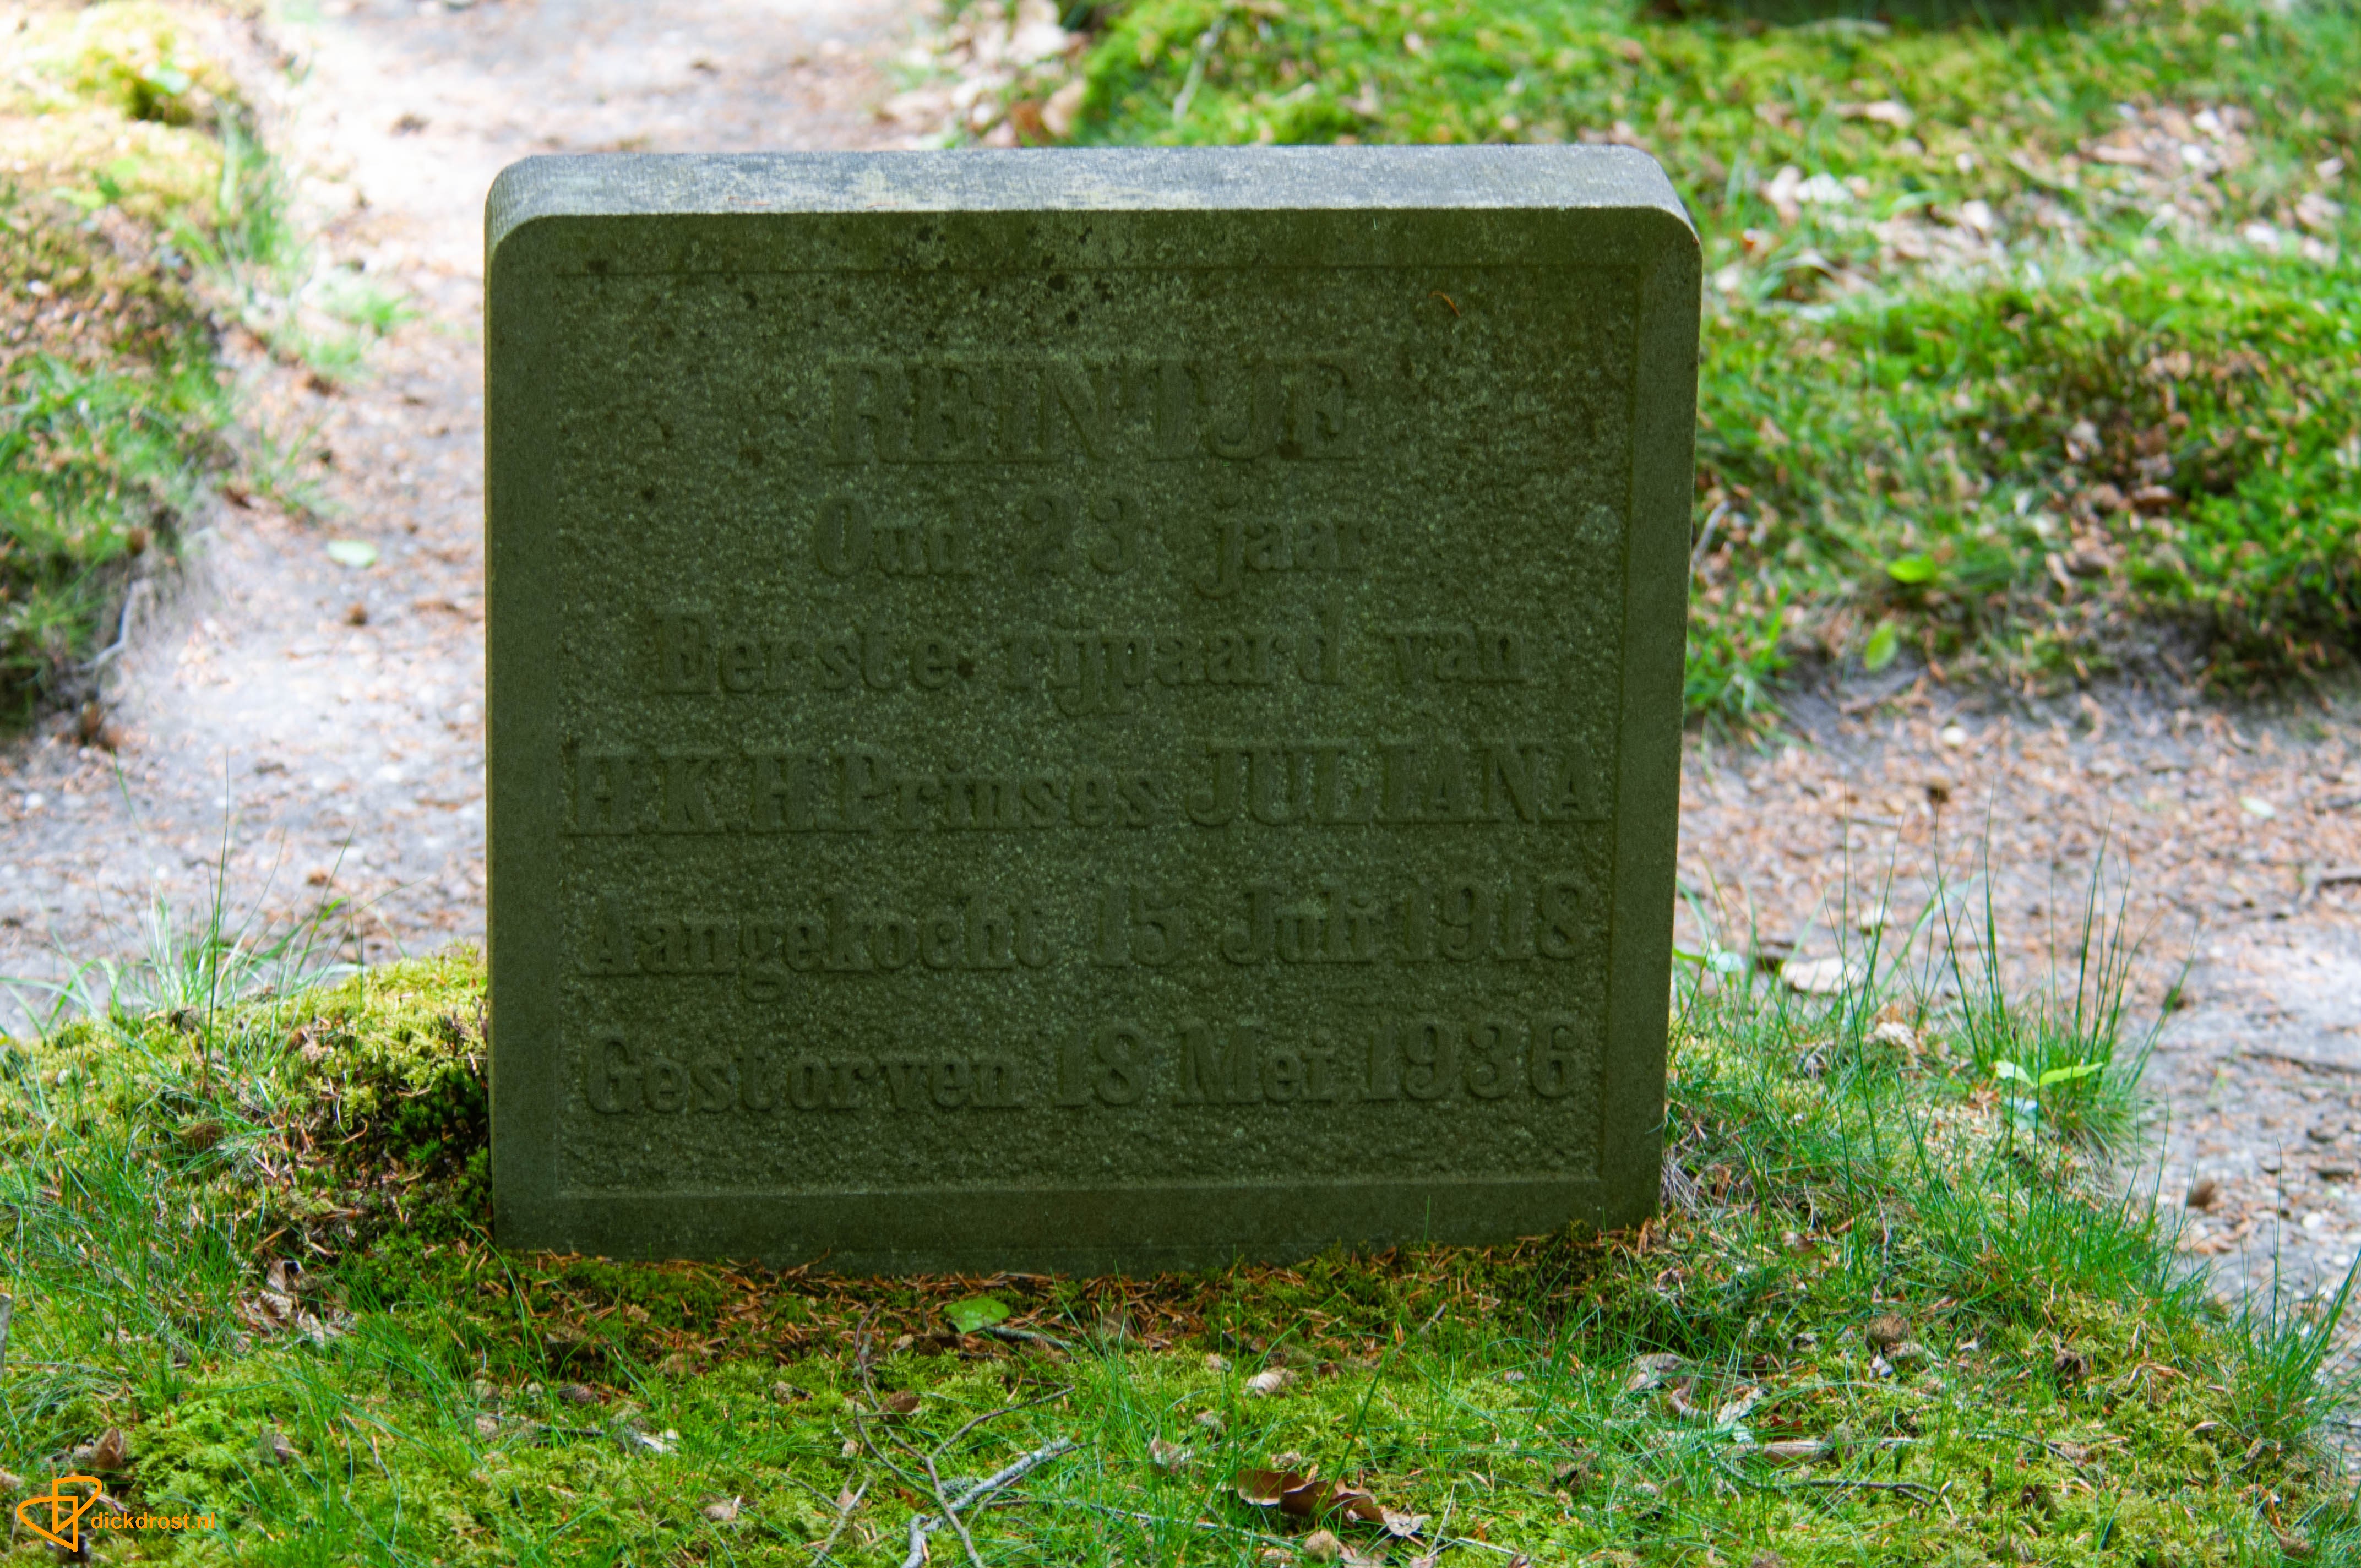 REINTJE
Oud 23 jaar
Eerste rijpaard van
H.K.H. Prinses JULIANA
Aangekocht 15 Juli 1918
Gestorven 18 Mei 1936
dickdrost.nl